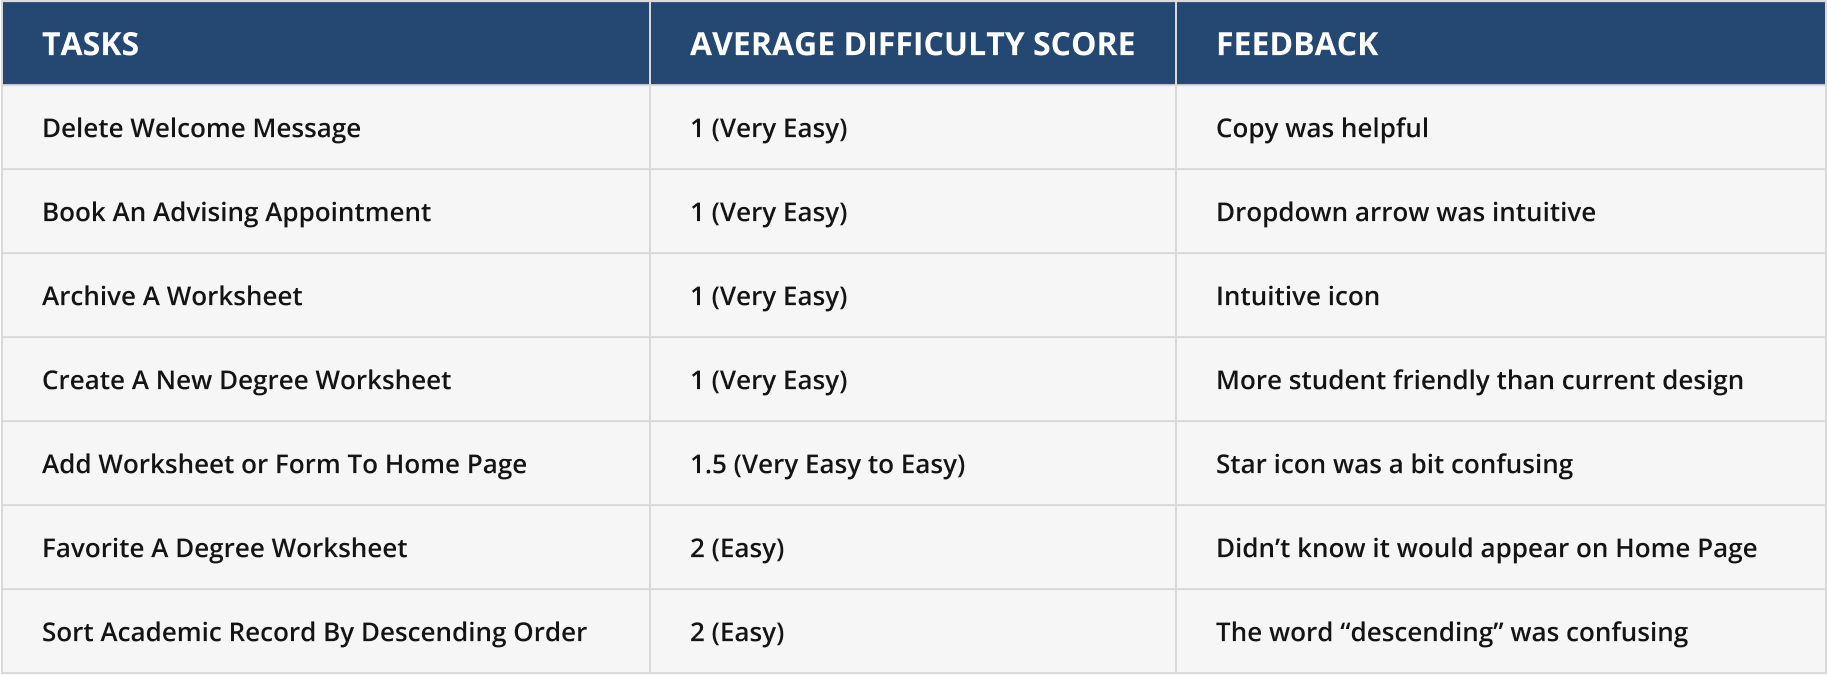 TASKS AVERAGE DIFFICULTY SCORE FEEDBACK
Delete Welcome Message 1 (Very Easy) Copy was helpful
Book An Advising Appointment 1 (Very Easy) Dropdown arrow was intuitive
Archive A Worksheet 1 (Very Easy) Intuitive icon
Create A New Degree Worksheet 1 (Very Easy) More student friendly than current design
Add Worksheet or Form To Home Page 1.5 (Very Easy to Easy) Star icon was a bit confusing
Favorite A Degree Worksheet 2 (Easy) Didn’t know it would appear on Home Page
Sort Academic Record By Descending Order 2 (Easy) The word “descending” was confusing